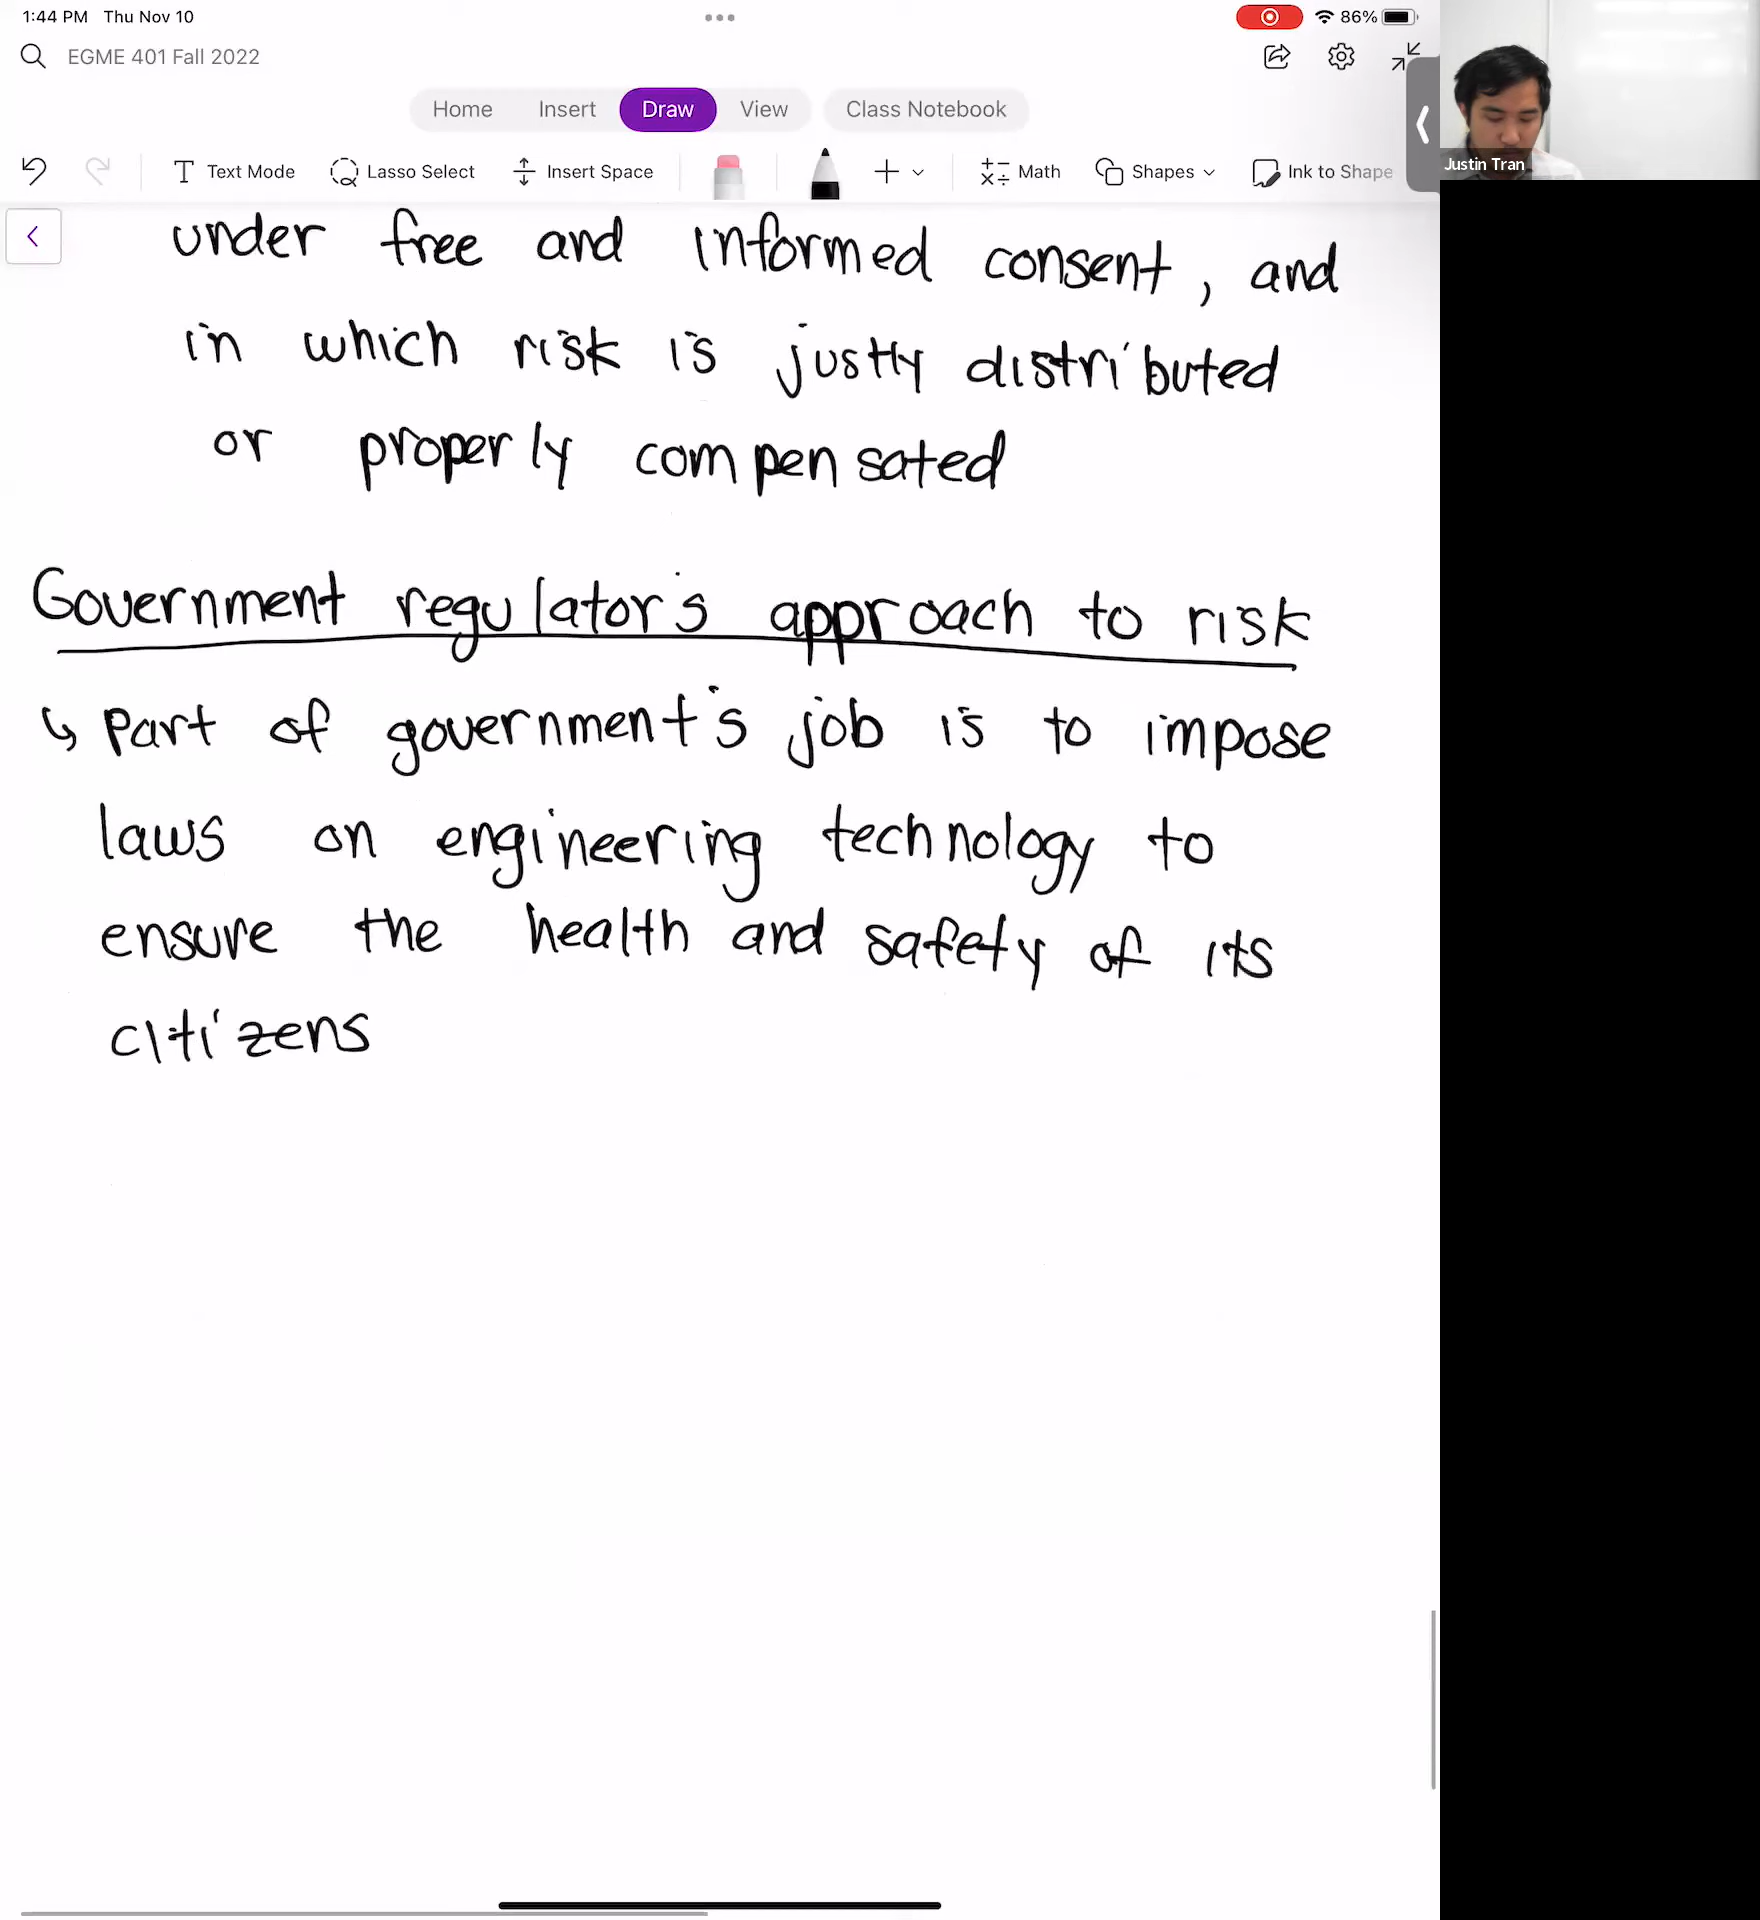 1:44 PM Thu Nov 10
86%
EGME 401 Fall 2022
Home Insert Draw View Class Notebook
Text Mode Lasso Select Insert Space Math Shapes Ink to Shape
Justin Tran
under free and informed consent, and
in which risk is justly distributed
or properly compensated
Government regulator's approach to risk
↳ Part of government's job is to impose
laws on engineering technology to
ensure the health and safety of its
citizens